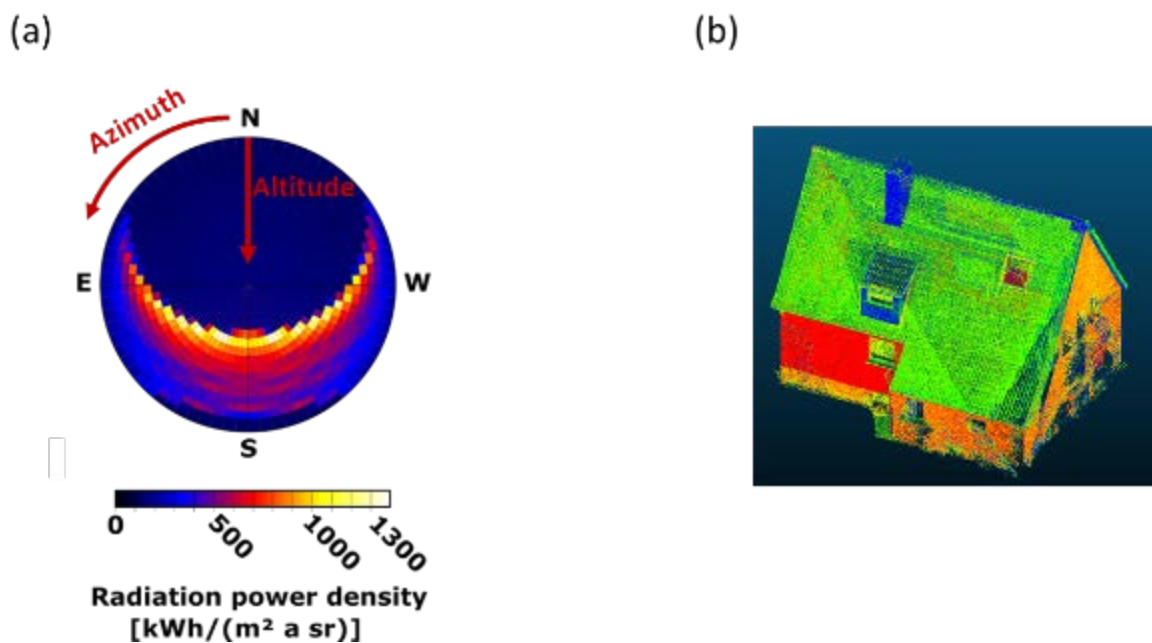 (a)
(b)
Azimuth
N
Altitude
E
W
S
0
500
1000
1300
Radiation power density
[kWh/(m² a sr)]